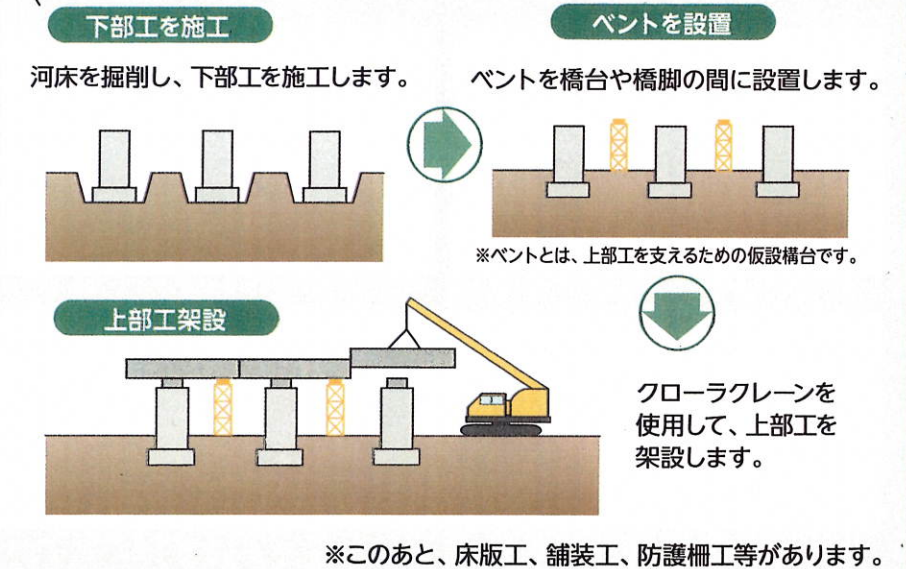 下部工を施工
河床を掘削し、下部工を施工します。
ベントを設置
ベントを橋台や橋脚の間に設置します。
※ベントとは、上部工を支えるための仮設構台です。
上部工架設
クローラクレーンを
使用して、上部工を
架設します。
※このあと、床版工、舗装工、防護柵工等があります。